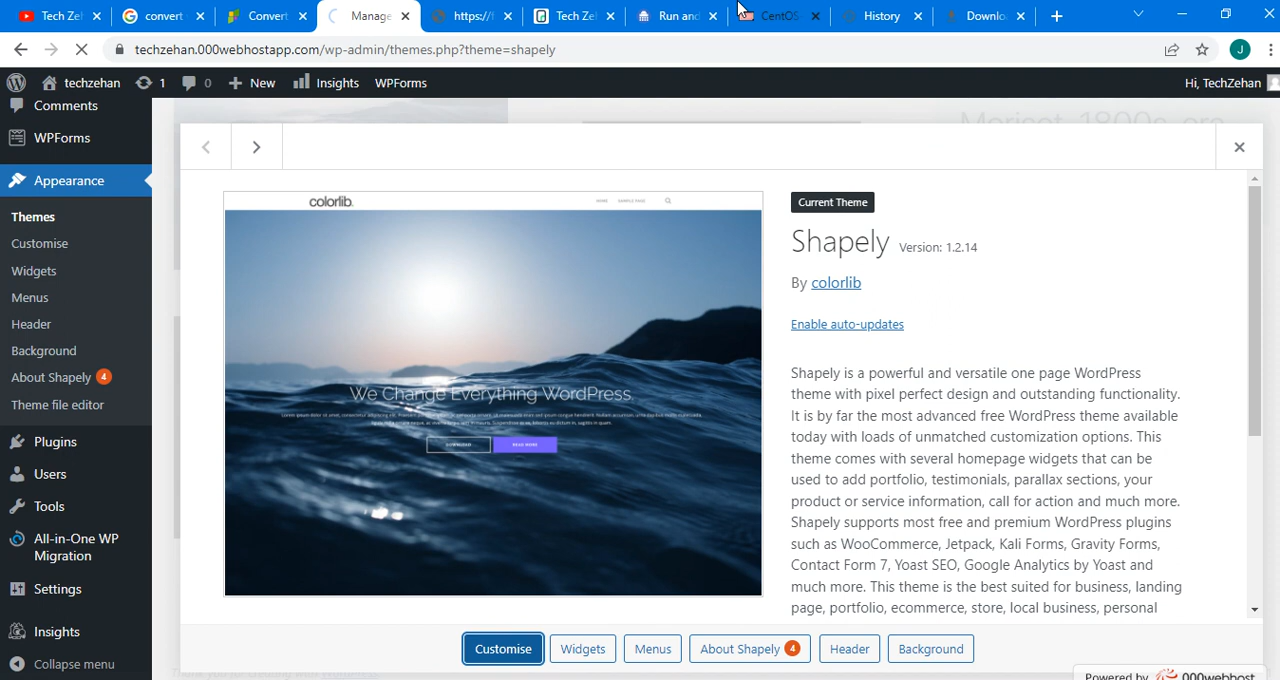 Tech Ze
convert
Convert
Manage
https://
Tech Ze
Run and
CentOS-
History
Downlo
techzehan.000webhostapp.com/wp-admin/themes.php?theme=shapely
J
techzehan
1
0
New
Insights
WPForms
Hi, TechZehan
Comments
WPForms
Appearance
Themes
Customise
Widgets
Menus
Header
Background
About Shapely 4
Theme file editor
Plugins
Users
Tools
All-in-One WP
Migration
Settings
Insights
Collapse menu
colorlib.
HOME SAMPLE PAGE
We Change Everything WordPress.
DOWNLOAD
READ MORE
Current Theme
Shapely Version: 1.2.14
By colorlib
Enable auto-updates
Shapely is a powerful and versatile one page WordPress
theme with pixel perfect design and outstanding functionality.
It is by far the most advanced free WordPress theme available
today with loads of unmatched customization options. This
theme comes with several homepage widgets that can be
used to add portfolio, testimonials, parallax sections, your
product or service information, call for action and much more.
Shapely supports most free and premium WordPress plugins
such as WooCommerce, Jetpack, Kali Forms, Gravity Forms,
Contact Form 7, Yoast SEO, Google Analytics by Yoast and
much more. This theme is the best suited for business, landing
page, portfolio, ecommerce, store, local business, personal
Customise
Widgets
Menus
About Shapely 4
Header
Background
Powered by 000webhost